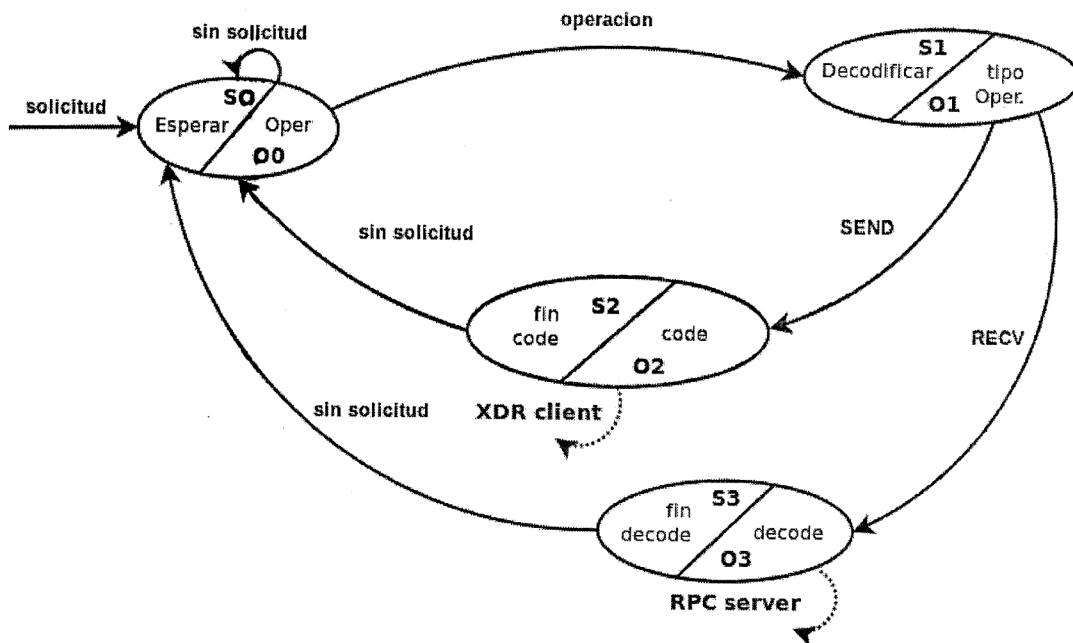 operacion
sin solicitud
solicitud
S0
Esperar
Oper
O0
S1
Decodificar
tipo
Oper.
O1
sin solicitud
SEND
fin
code
S2
code
O2
RECV
XDR client
sin solicitud
fin
decode
S3
decode
O3
RPC server